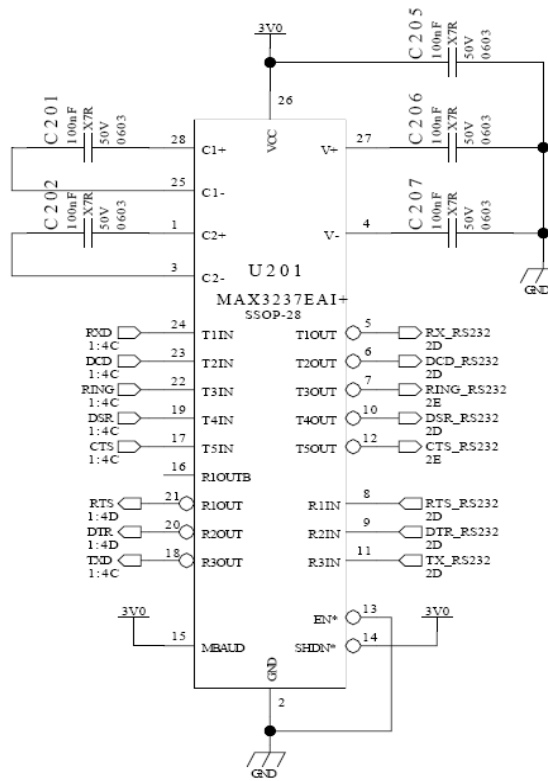 3V0
C205
100nF
X7R
50V
0603
26
VCC
C201
100nF
X7R
50V
0603
28
C1+
V+
27
C206
100nF
X7R
50V
0603
25
C1-
C202
100nF
X7R
50V
0603
1
C2+
V-
4
C207
100nF
X7R
50V
0603
3
C2-
GND
U201
MAX3237EAI+
SSOP-28
RXD
1:4C
24
T1IN
T1OUT
5
RX_RS232
2D
DCD
1:4C
23
T2IN
T2OUT
6
DCD_RS232
2D
RING
1:4C
22
T3IN
T3OUT
7
RING_RS232
2E
DSR
1:4C
19
T4IN
T4OUT
10
DSR_RS232
2D
CTS
1:4C
17
T5IN
T5OUT
12
CTS_RS232
2E
16
R1OUTB
RTS
1:4D
21
R1OUT
R1IN
8
RTS_RS232
2D
DTR
1:4D
20
R2OUT
R2IN
9
DTR_RS232
2D
TXD
1:4C
18
R3OUT
R3IN
11
TX_RS232
2D
3V0
EN*
13
3V0
15
MBAUD
SHDN*
14
GND
2
GND